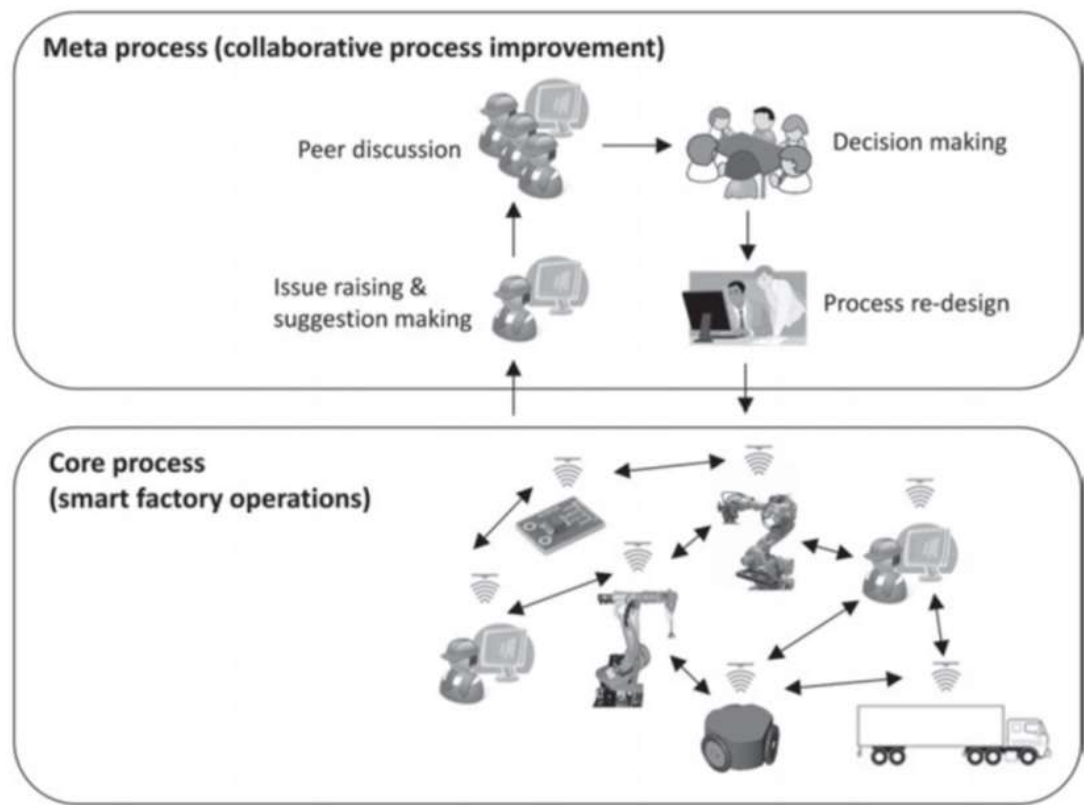 Meta process (collaborative process improvement)
Peer discussion
Decision making
Issue raising &
suggestion making
Process re-design
Core process
(smart factory operations)